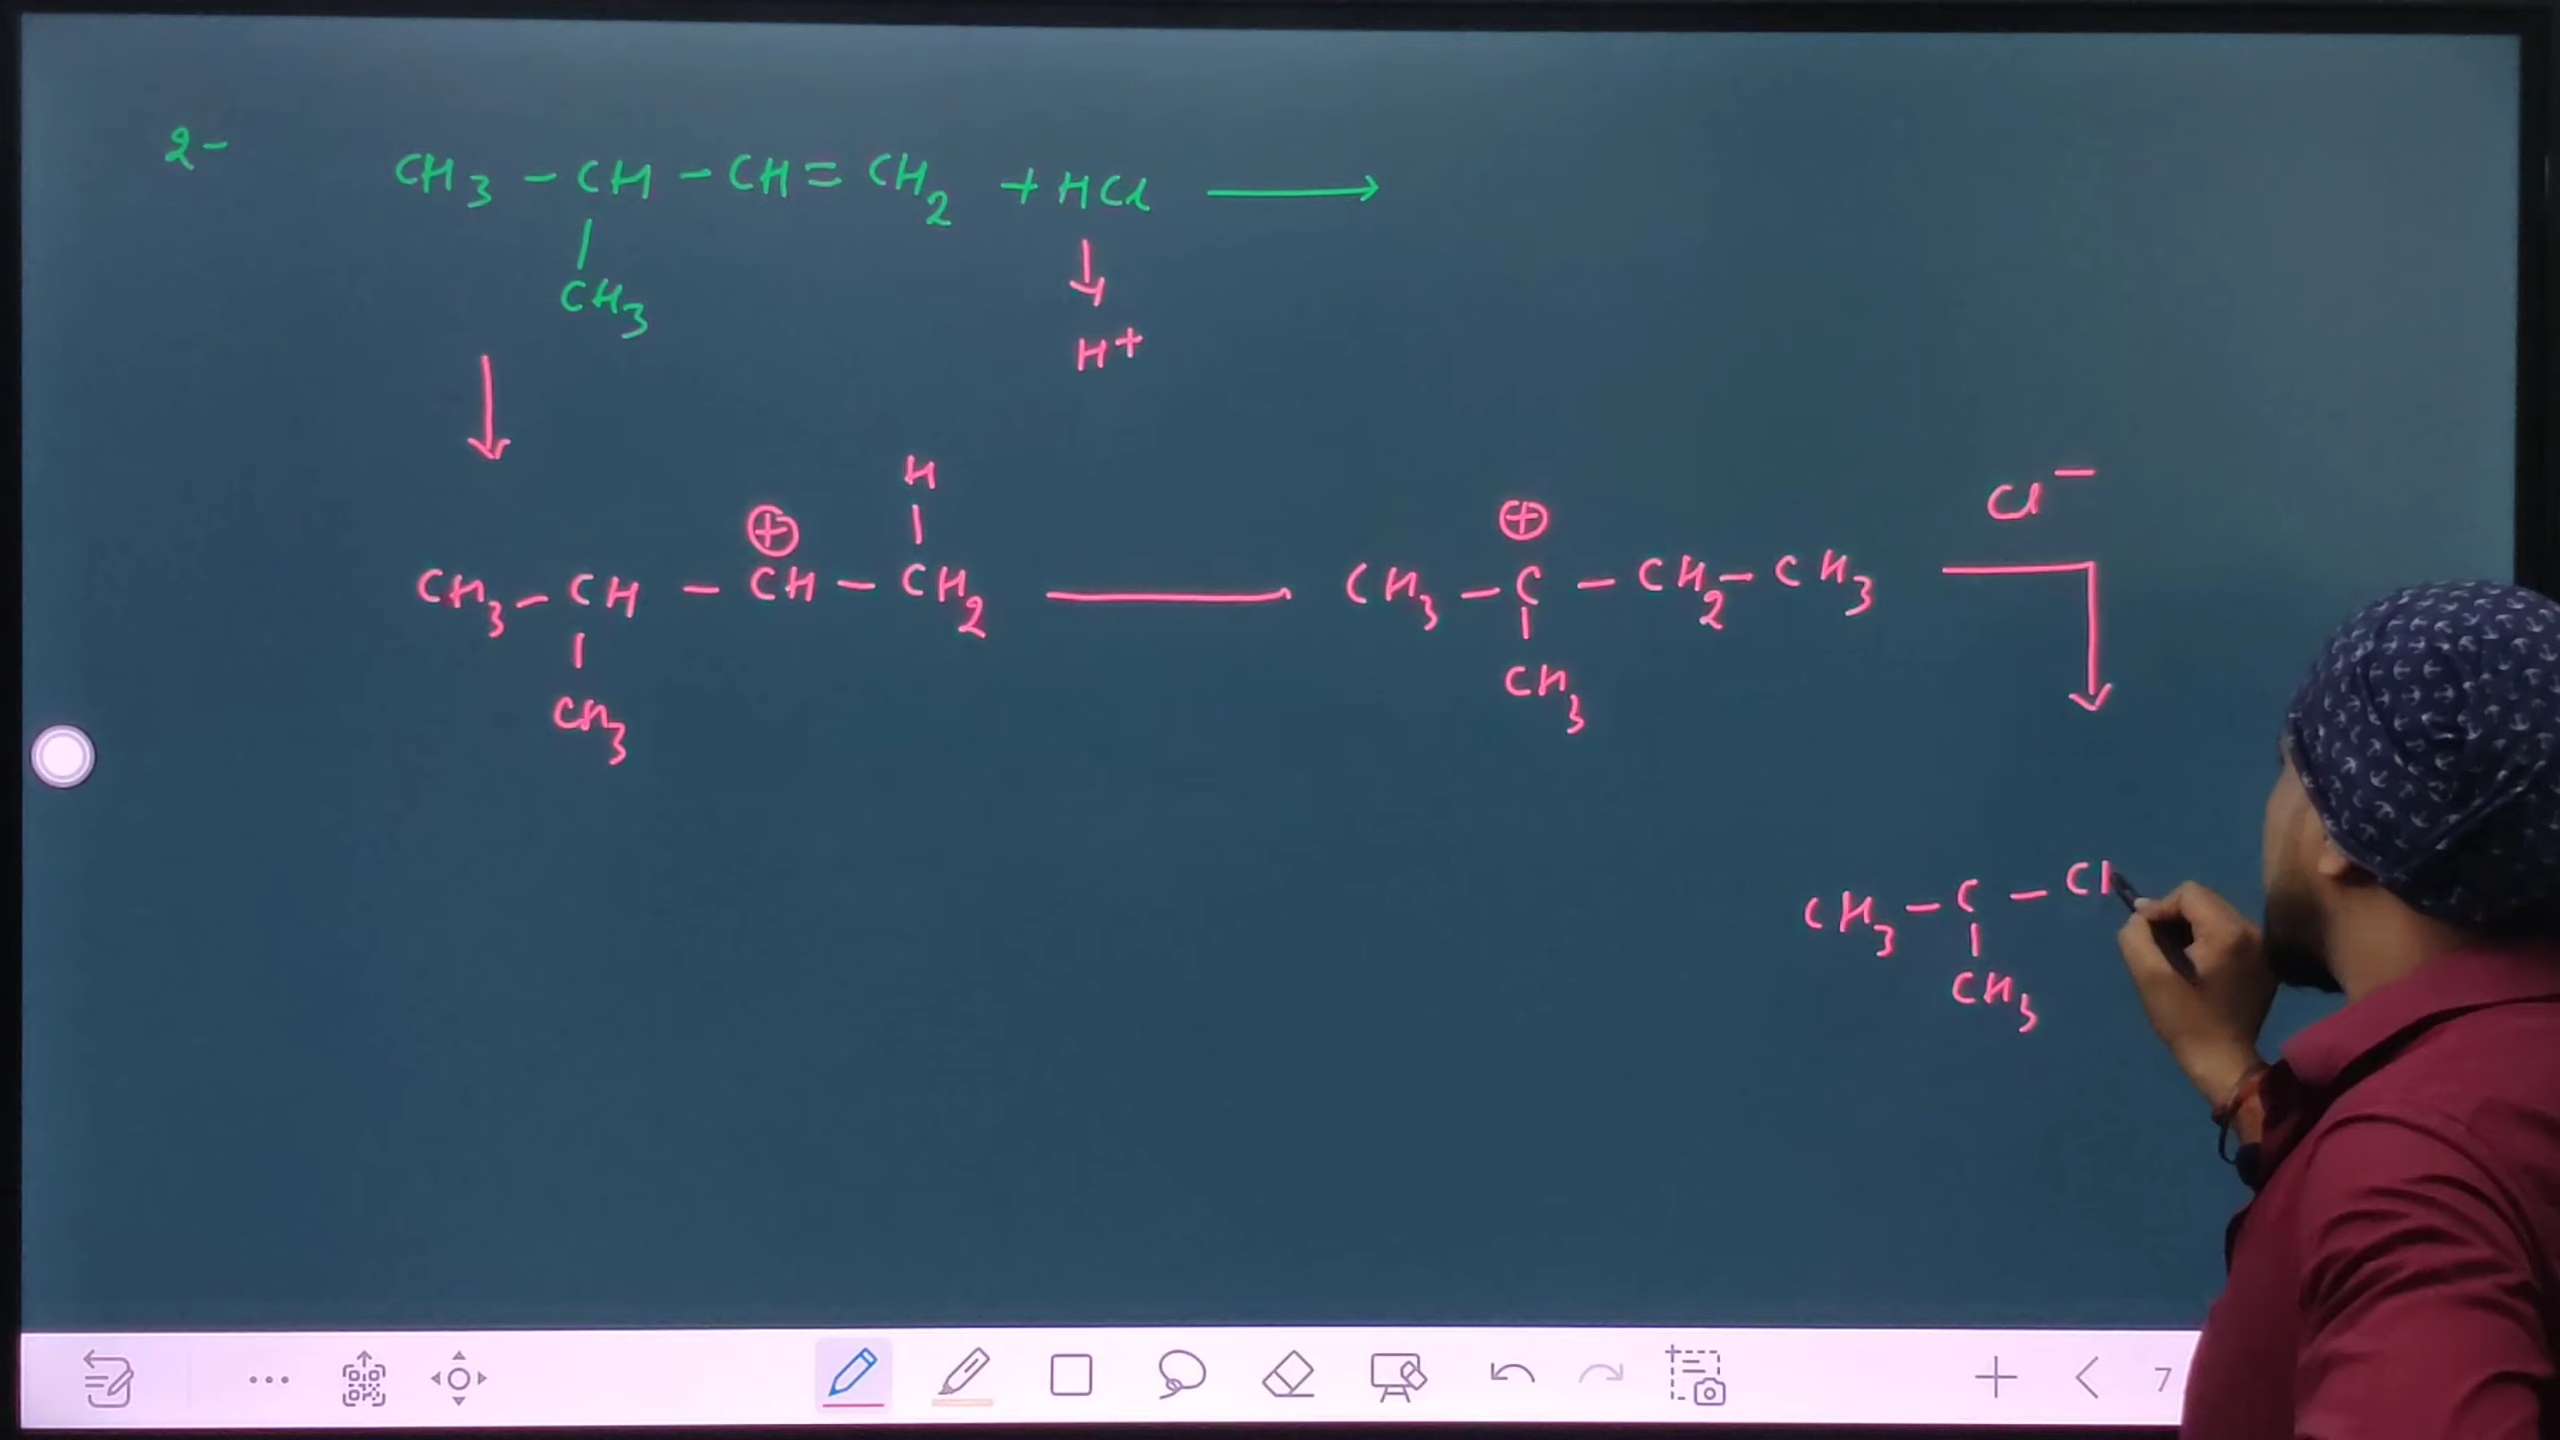 2- CH3 - CH - CH = CH2 + HCl ⟶
|
CH3
↓
H+
↓
H
⊕ |
CH3 - CH - CH - CH2 —
|
CH3
⊕
CH3 - C - CH2 - CH3
|
CH3
Cl-
CH3 - C - C
|
CH3
7